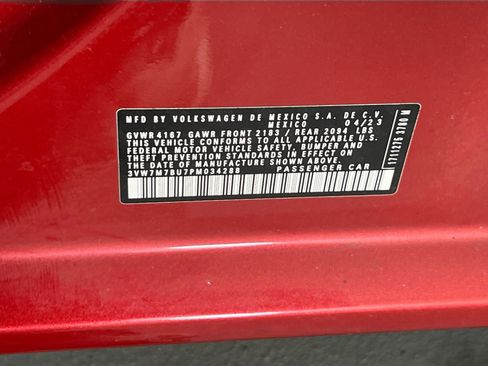 MFD BY VOLKSWAGEN DE MEXICO S.A. DE C.V.
MEXICO 04/23
GVWR 4167 GAWR FRONT 2183 / REAR 2094 LBS
THIS VEHICLE CONFORMS TO ALL APPLICABLE U.S.
FEDERAL MOTOR VEHICLE SAFETY, BUMPER AND
THEFT PREVENTION STANDARDS IN EFFECT ON THE
DATE OF MANUFACTURE SHOWN ABOVE.
3VW7M7BU7PM034288 PASSENGER CAR
1711276 3780 M